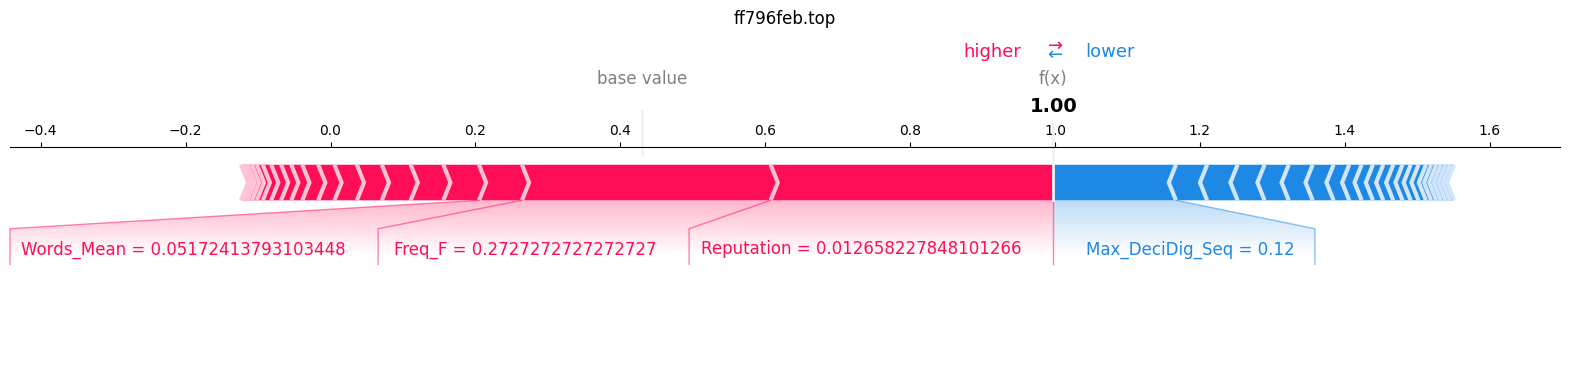 ff796feb.top
higher → ← lower
base value f(x)
1.00
−0.4 −0.2 0.0 0.2 0.4 0.6 0.8 1.0 1.2 1.4 1.6
Words_Mean = 0.05172413793103448 Freq_F = 0.2727272727272727 Reputation = 0.012658227848101266 Max_DeciDig_Seq = 0.12